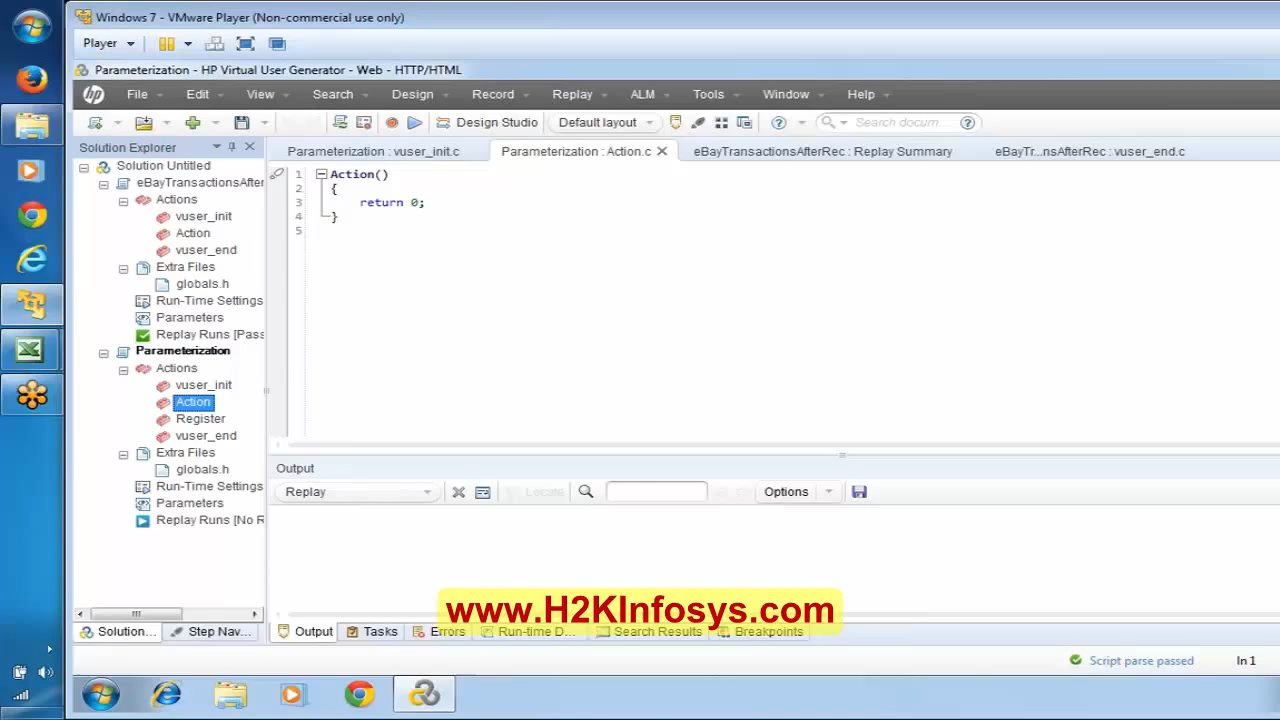 Windows 7 - VMware Player (Non-commercial use only)
Player
Parameterization - HP Virtual User Generator - Web - HTTP/HTML
hp File Edit View Search Design Record Replay ALM Tools Window Help
Design Studio Default layout Search docum
Solution Explorer
Parameterization : vuser_init.c Parameterization : Action.c eBayTransactionsAfterRec : Replay Summary eBayTr...nsAfterRec : vuser_end.c
Solution Untitled
eBayTransactionsAfter
Actions
vuser_init
Action
vuser_end
Extra Files
globals.h
Run-Time Settings
Parameters
Replay Runs [Pass
Parameterization
Actions
vuser_init
Action
Register
vuser_end
Extra Files
globals.h
Run-Time Settings
Parameters
Replay Runs [No R
1 Action()
2 {
3 return 0;
4 }
5
Output
Replay Locate Options
www.H2KInfosys.com
Solution... Step Nav... Output Tasks Errors Run-time D... Search Results Breakpoints
Script parse passed ln 1